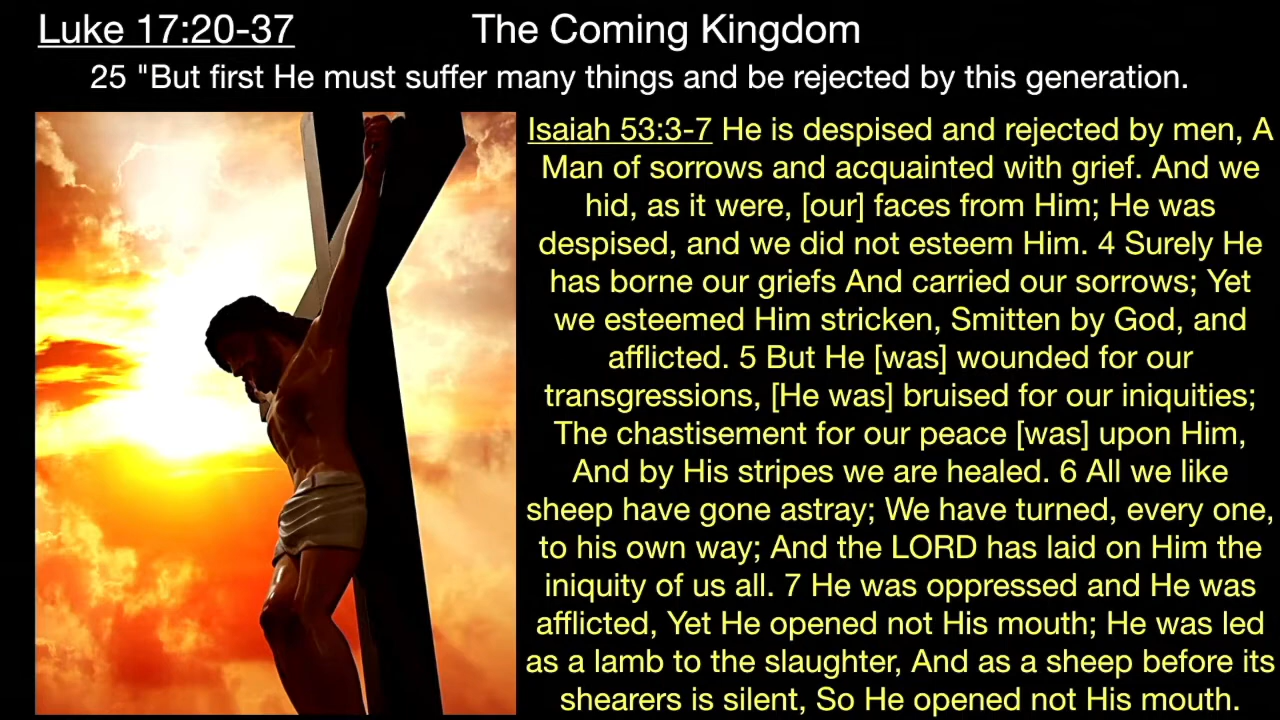 Luke 17:20-37
The Coming Kingdom
25 "But first He must suffer many things and be rejected by this generation.
Isaiah 53:3-7 He is despised and rejected by men, A
Man of sorrows and acquainted with grief. And we
hid, as it were, [our] faces from Him; He was
despised, and we did not esteem Him. 4 Surely He
has borne our griefs And carried our sorrows; Yet
we esteemed Him stricken, Smitten by God, and
afflicted. 5 But He [was] wounded for our
transgressions, [He was] bruised for our iniquities;
The chastisement for our peace [was] upon Him,
And by His stripes we are healed. 6 All we like
sheep have gone astray; We have turned, every one,
to his own way; And the LORD has laid on Him the
iniquity of us all. 7 He was oppressed and He was
afflicted, Yet He opened not His mouth; He was led
as a lamb to the slaughter, And as a sheep before its
shearers is silent, So He opened not His mouth.